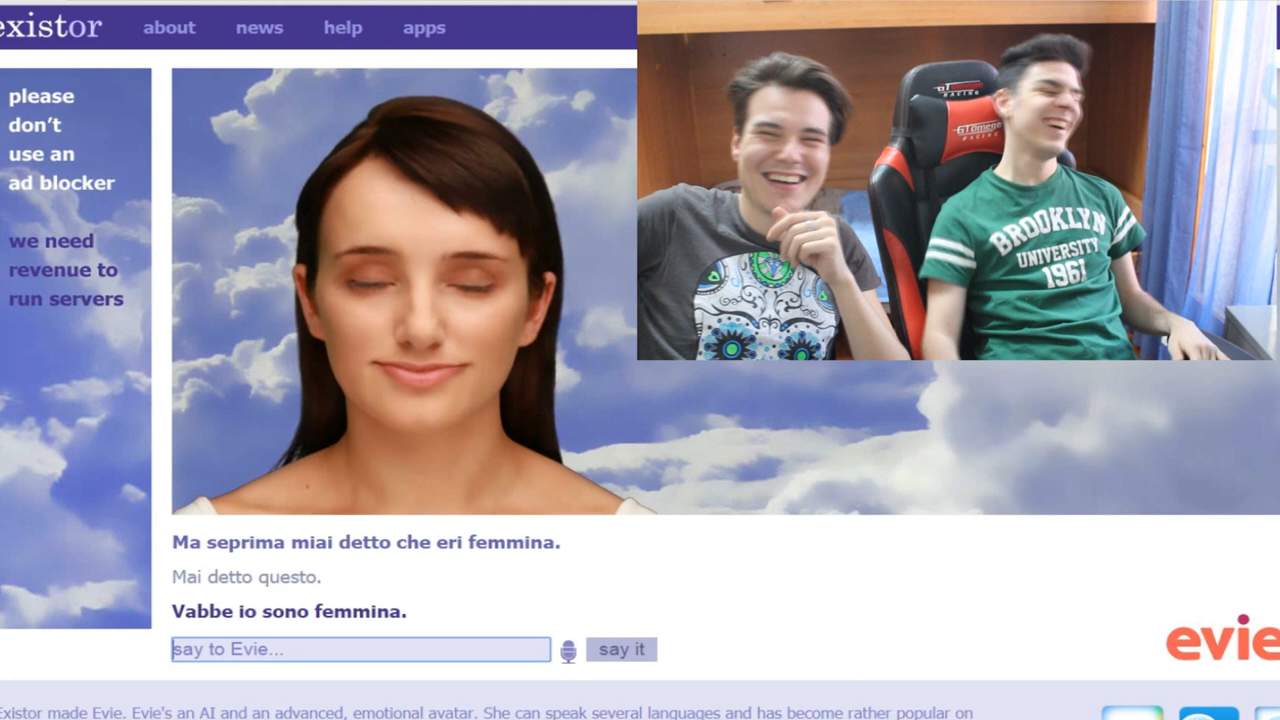 existor
about
news
help
apps
please
don't
use an
ad blocker
we need
revenue to
run servers
GT Omega
RACING
BROOKLYN
UNIVERSITY
1961
Ma seprima miai detto che eri femmina.
Mai detto questo.
Vabbe io sono femmina.
say to Evie...
say it
evie
Existor made Evie. Evie's an AI and an advanced, emotional avatar. She can speak several languages and has become rather popular on